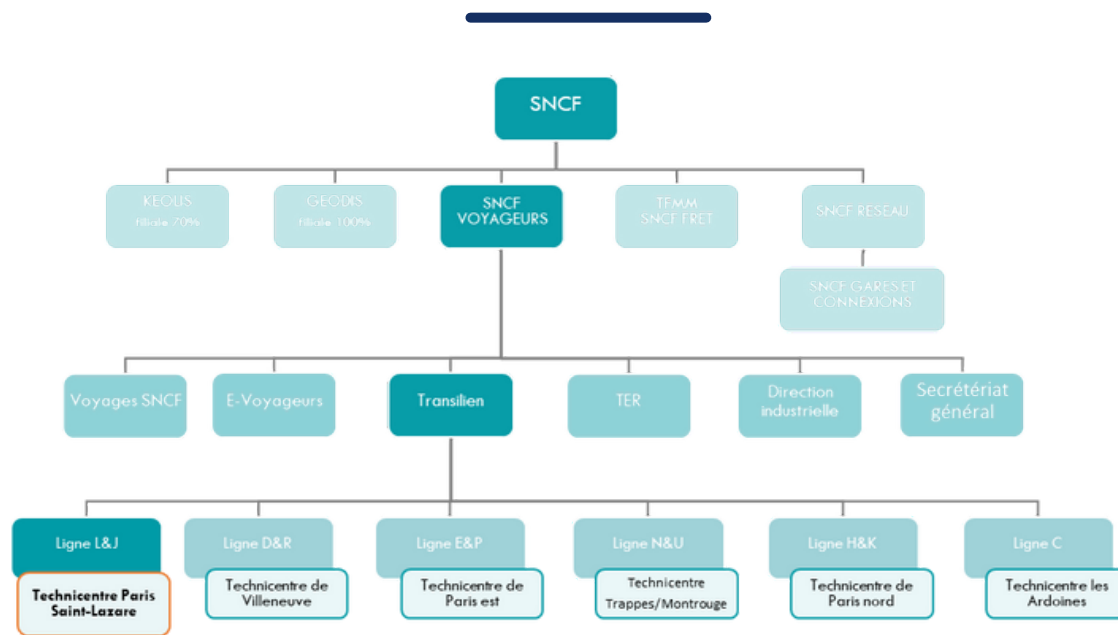 SNCF
KEOLIS
filiale 70%
GEODIS
filiale 100%
SNCF
VOYAGEURS
TFMM
SNCF FRET
SNCF RESEAU
SNCF GARES ET
CONNEXIONS
Voyages SNCF
E-Voyageurs
Transilien
TER
Direction
industrielle
Secrétériat
général
Ligne L&J
Ligne D&R
Ligne E&P
Ligne N&U
Ligne H&K
Ligne C
Technicentre Paris
Saint-Lazare
Technicentre de
Villeneuve
Technicentre de
Paris est
Technicentre
Trappes/Montrouge
Technicentre de
Paris nord
Technicentre les
Ardoines